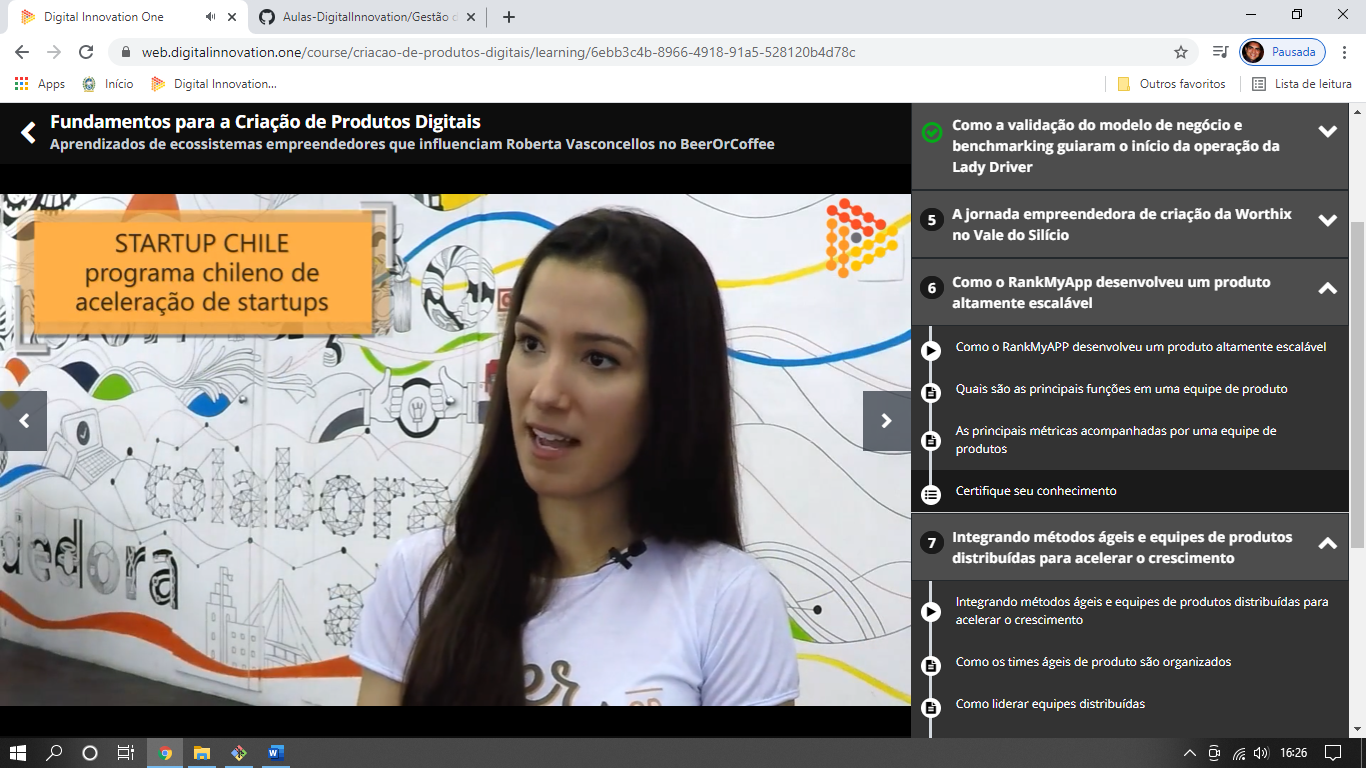 Digital Innovation One
Aulas-DigitalInnovation/Gestão d
web.digitalinnovation.one/course/criacao-de-produtos-digitais/learning/6ebb3c4b-8966-4918-91a5-528120b4d78c
Pausada
Apps
Início
Digital Innovation...
Outros favoritos
Lista de leitura
Fundamentos para a Criação de Produtos Digitais
Aprendizados de ecossistemas empreendedores que influenciam Roberta Vasconcellos no BeerOrCoffee
STARTUP CHILE
programa chileno de
aceleração de startups
colabora
dedora
Como a validação do modelo de negócio e
benchmarking guiaram o início da operação da
Lady Driver
5
A jornada empreendedora de criação da Worthix
no Vale do Silício
6
Como o RankMyApp desenvolveu um produto
altamente escalável
Como o RankMyAPP desenvolveu um produto altamente escalável
Quais são as principais funções em uma equipe de produto
As principais métricas acompanhadas por uma equipe de
produtos
Certifique seu conhecimento
7
Integrando métodos ágeis e equipes de produtos
distribuídas para acelerar o crescimento
Integrando métodos ágeis e equipes de produtos distribuídas para
acelerar o crescimento
Como os times ágeis de produto são organizados
Como liderar equipes distribuídas
16:26